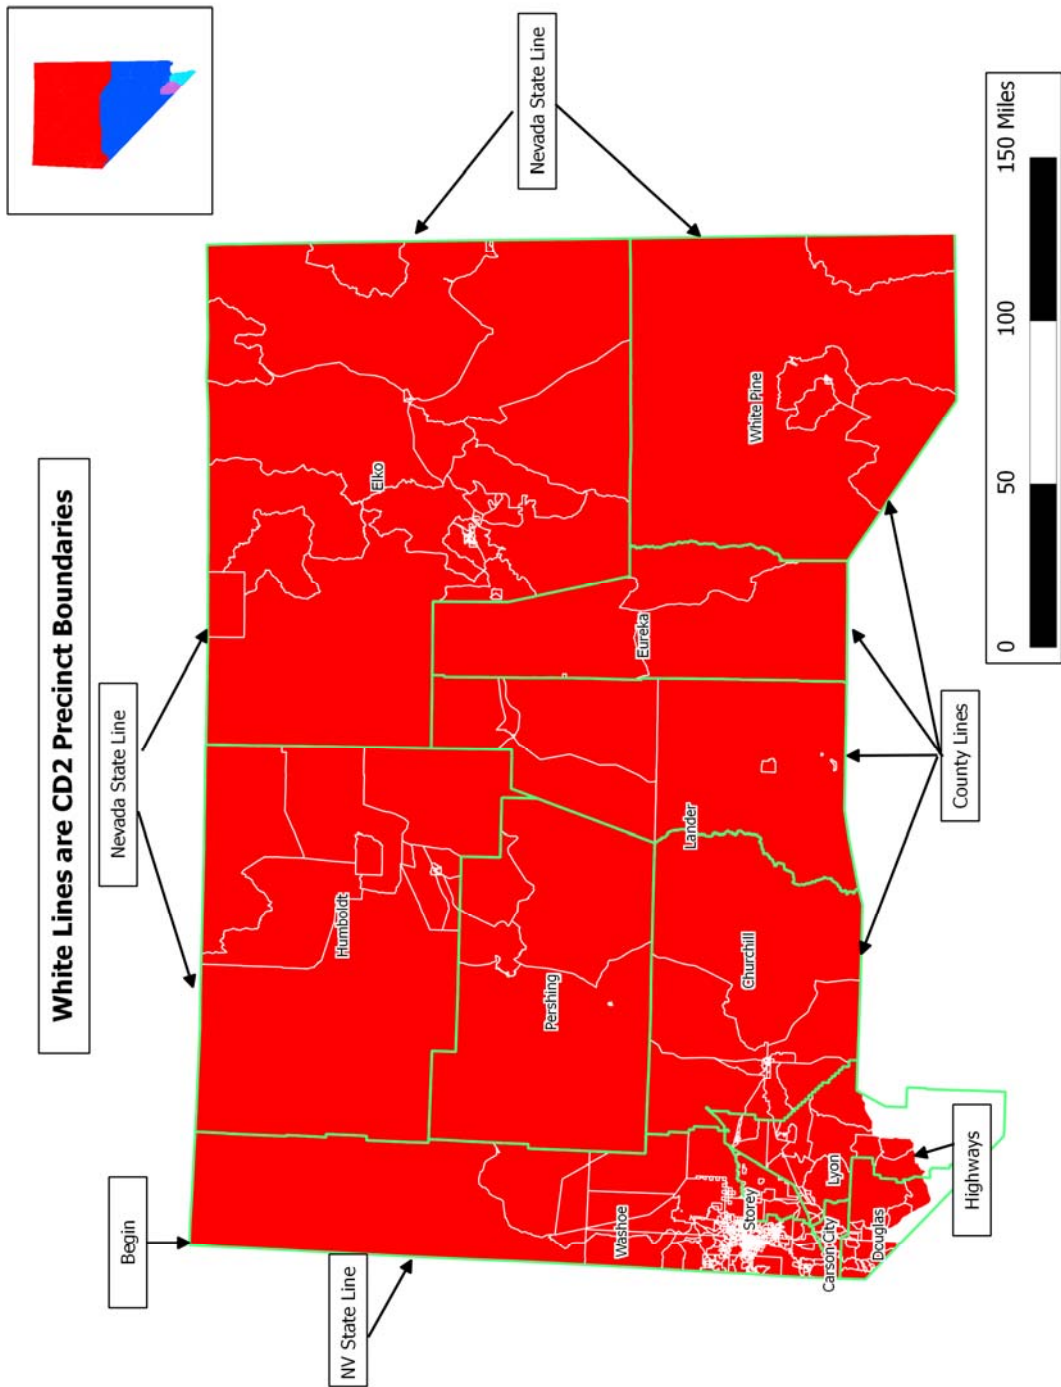 White Lines are CD2 Precinct Boundaries
Begin
Nevada State Line
NV State Line
Nevada State Line
Humboldt
Elko
Pershing
Eureka
Washoe
Lander
Churchill
White Pine
Storey
Lyon
Carson City
Douglas
Highways
County Lines
0
50
100
150 Miles